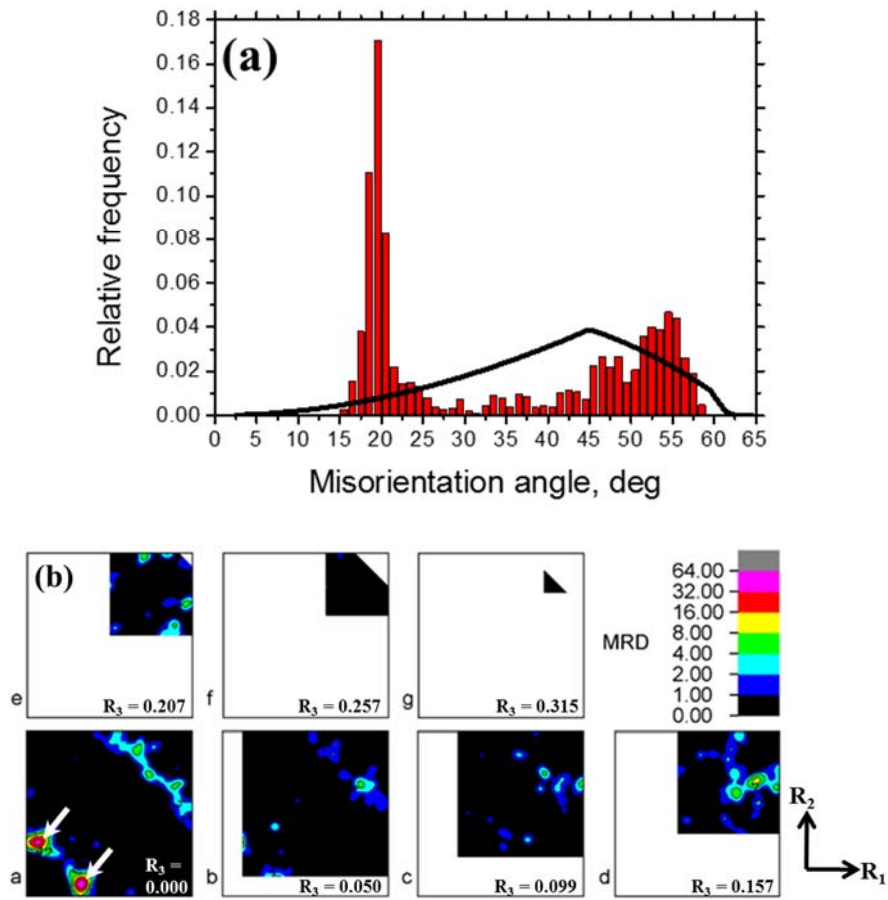 (a)
Relative frequency
0.18
0.16
0.14
0.12
0.10
0.08
0.06
0.04
0.02
0.00
0 5 10 15 20 25 30 35 40 45 50 55 60 65
Misorientation angle, deg
(b)
e R3 = 0.207
f R3 = 0.257
g R3 = 0.315
MRD
64.00
32.00
16.00
8.00
4.00
2.00
1.00
0.00
a R3 =
0.000
b R3 = 0.050
c R3 = 0.099
d R3 = 0.157
R2
R1